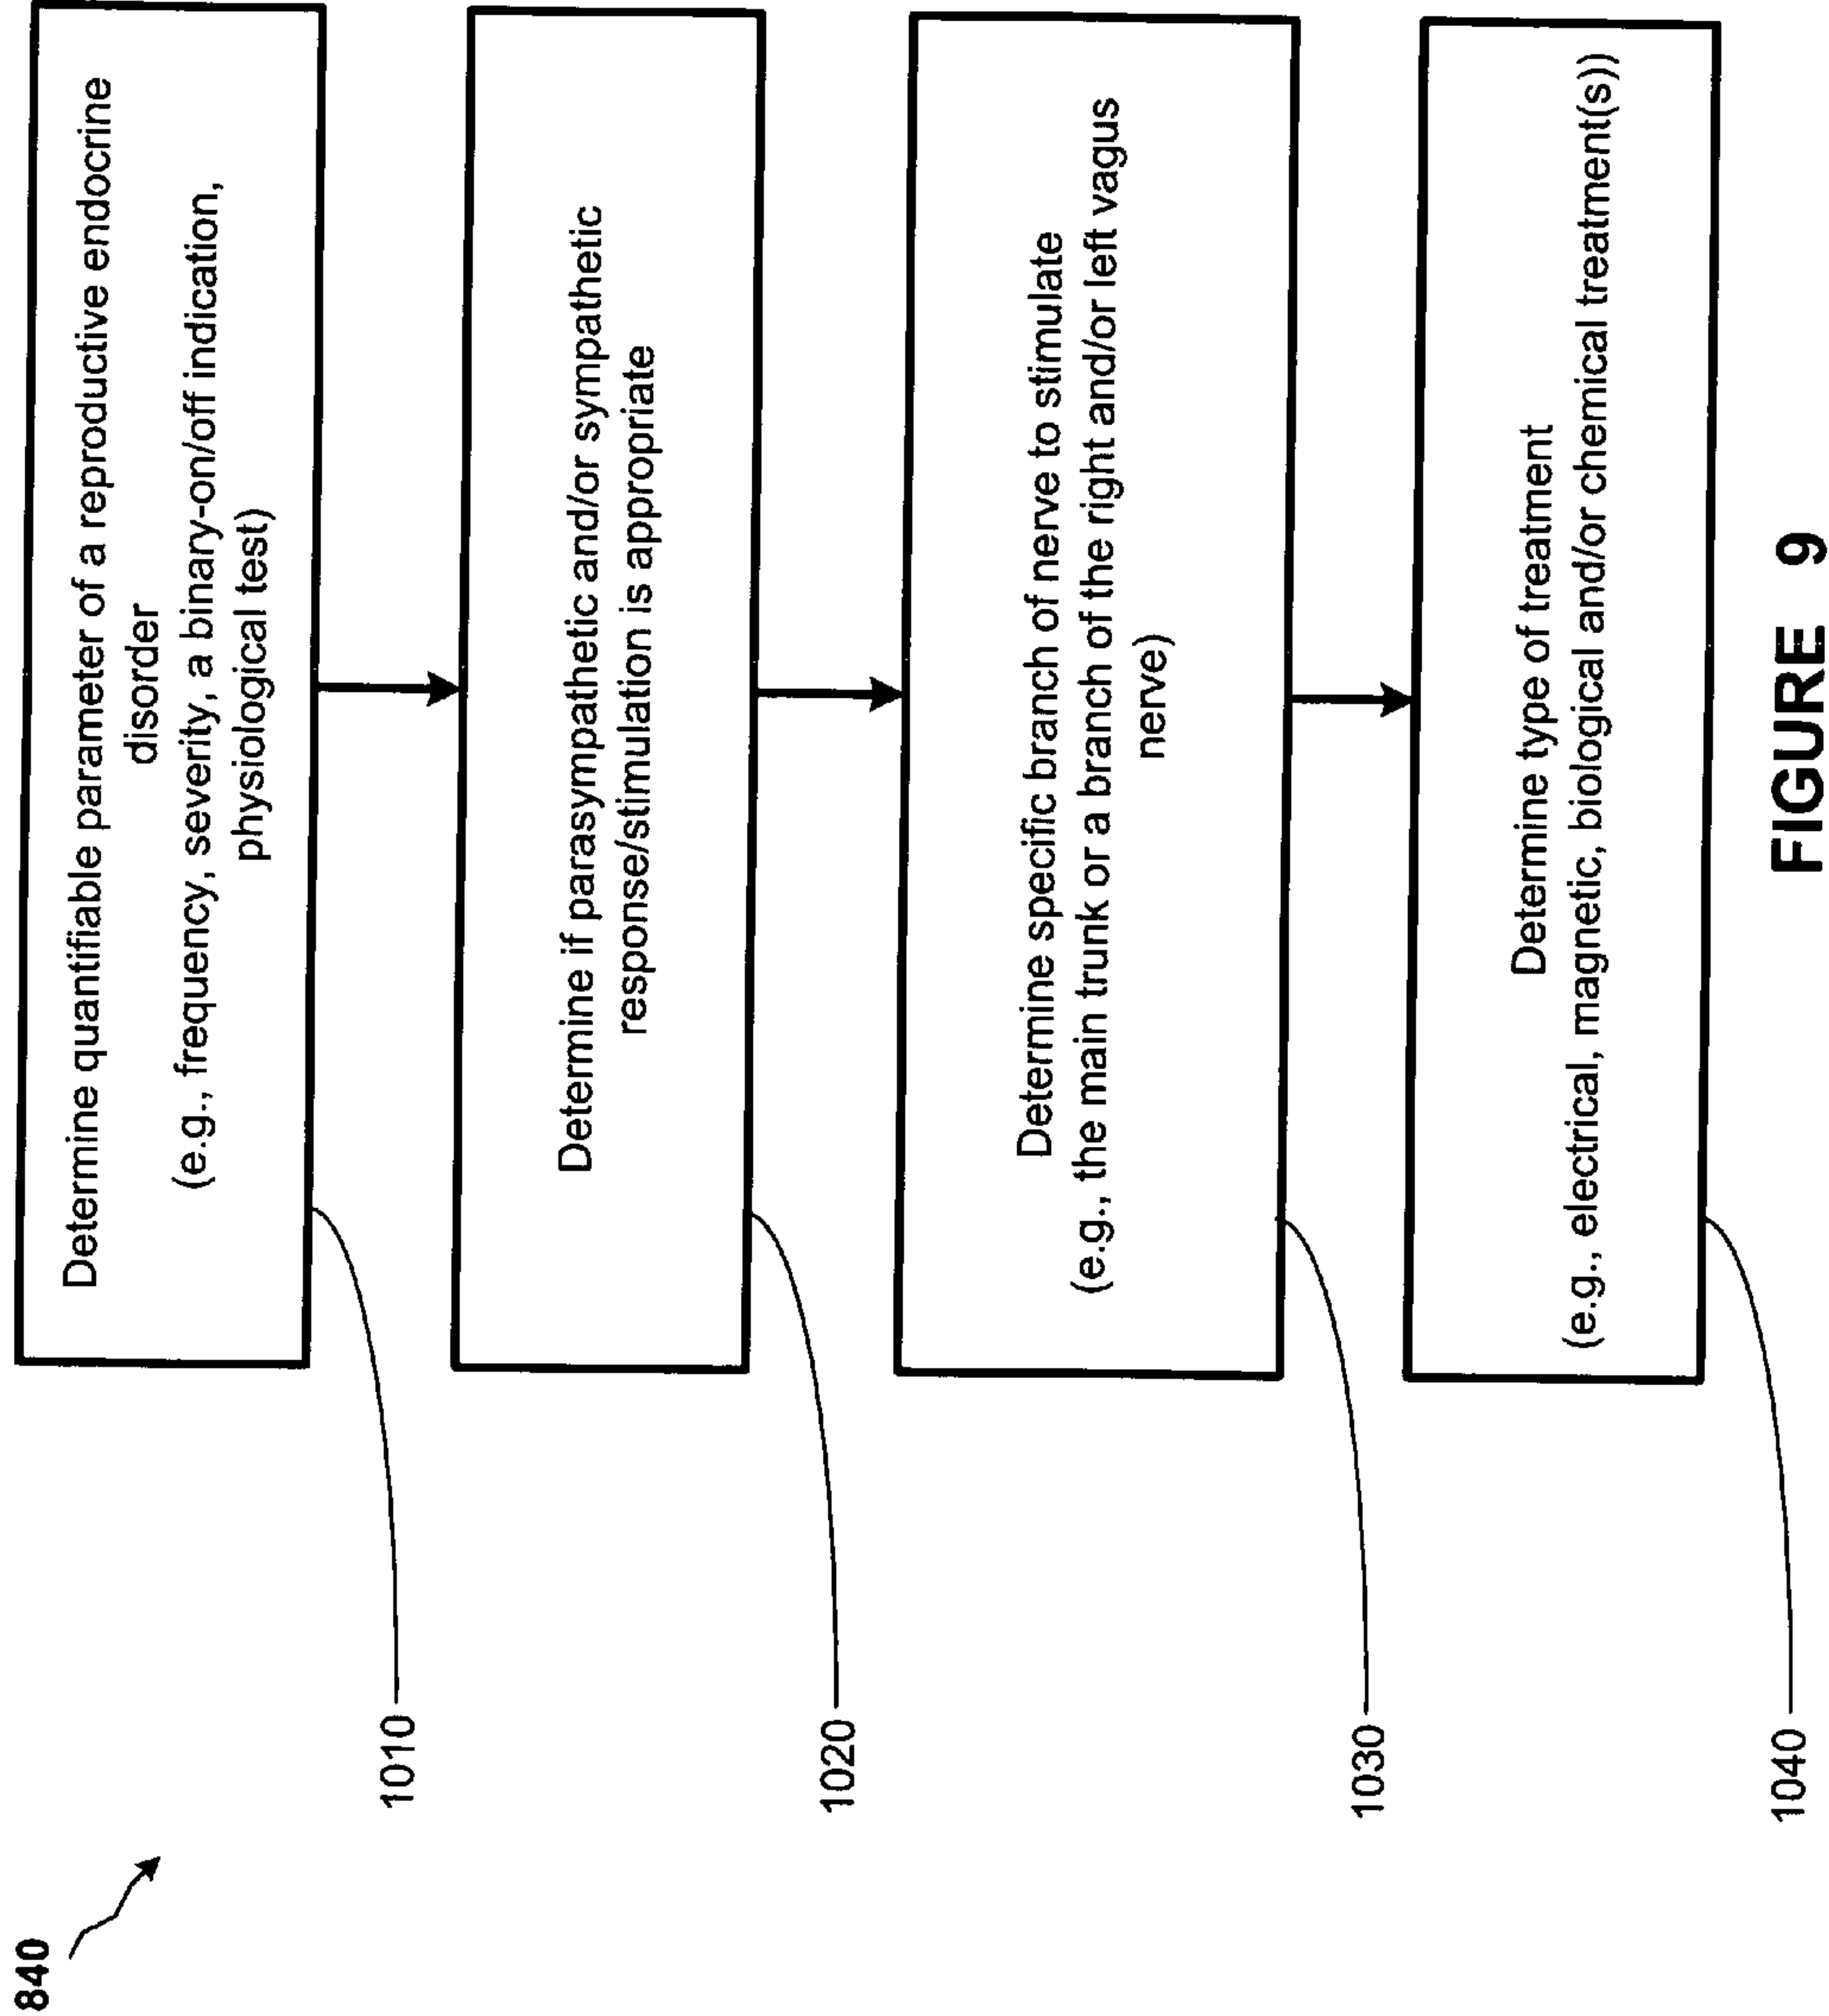 840
Determine quantifiable parameter of a reproductive endocrine
disorder
(e.g., frequency, severity, a binary-on/off indication,
physiological test)
1010
Determine if parasympathetic and/or sympathetic
response/stimulation is appropriate
1020
Determine specific branch of nerve to stimulate
(e.g., the main trunk or a branch of the right and/or left vagus
nerve)
1030
Determine type of treatment
(e.g., electrical, magnetic, biological and/or chemical treatment(s))
1040
FIGURE 9